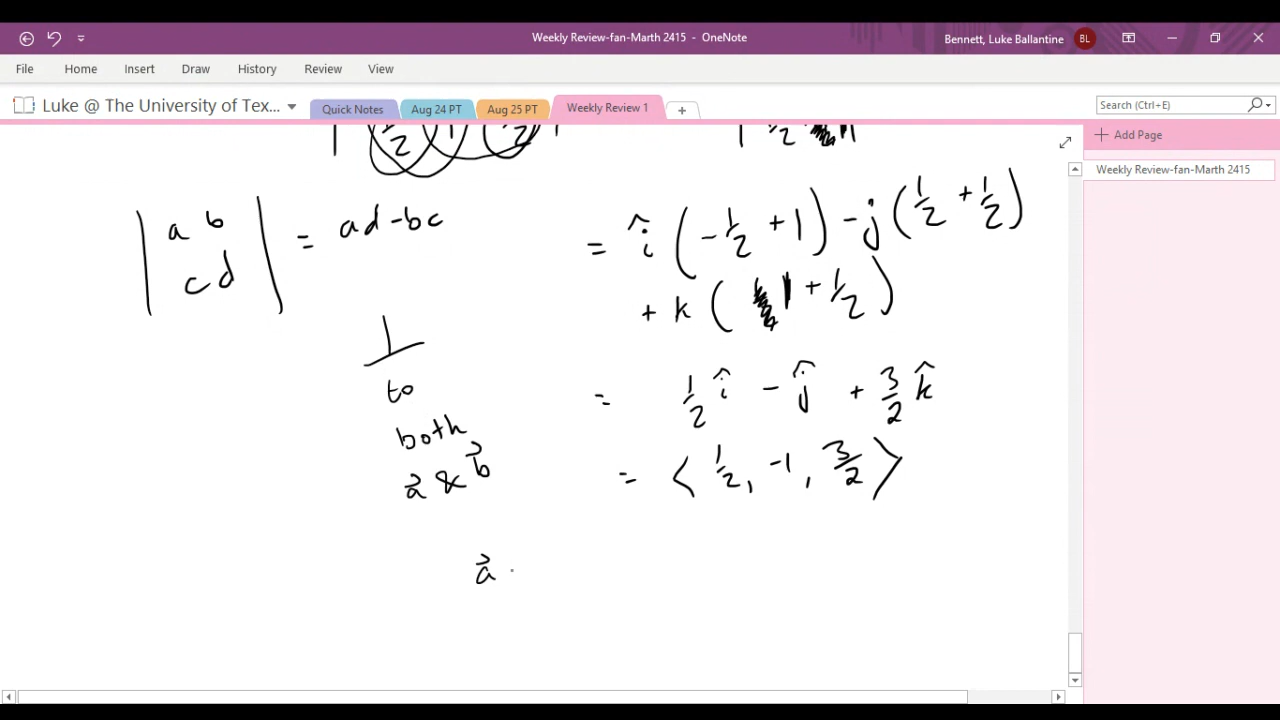 Weekly Review-fan-Marth 2415 - OneNote
Bennett, Luke Ballantine BL
File Home Insert Draw History Review View
Luke @ The University of Tex... Quick Notes Aug 24 PT Aug 25 PT Weekly Review 1 +
Search (Ctrl+E)
Add Page
Weekly Review-fan-Marth 2415
| a b |
| c d | = ad - bc
= î (-1/2 + 1) - j (1/2 + 1/2)
+ k (1 + 1/2)
⊥
to
both
a⃗ & b⃗
= 1/2 î - ĵ + 3/2 k̂
= ⟨ 1/2, -1, 3/2 ⟩
a⃗ ·